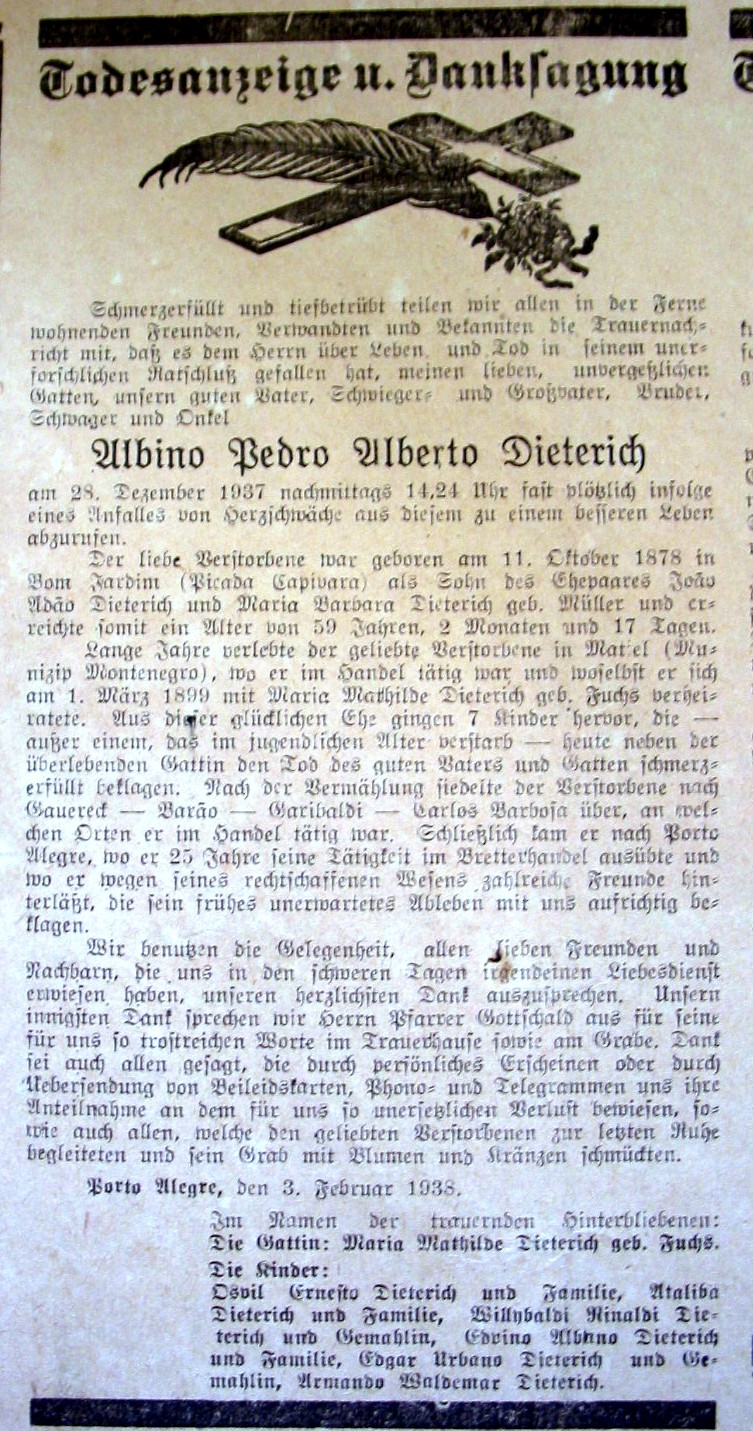 Todesanzeige u. Danksagung
Schmerzerfüllt und tiefbetrübt teilen wir allen in der Ferne
wohnenden Freunden, Verwandten und Bekannten die Trauernach-
richt mit, daß es dem Herrn über Leben und Tod in seinem uner-
forschlichen Ratschluß gefallen hat, meinen lieben, unvergeßlichen
Gatten, unsern guten Vater, Schwieger- und Großvater, Bruder,
Schwager und Onkel
Albino Pedro Alberto Dieterich
am 28. Dezember 1937 nachmittags 14,24 Uhr fast plötzlich infolge
eines Anfalles von Herzschwäche aus diesem zu einem besseren Leben
abzurufen.
Der liebe Verstorbene war geboren am 11. Oktober 1878 in
Bom Jardim (Picada Capivara) als Sohn des Ehepaares João
Adão Dieterich und Maria Barbara Dieterich geb. Müller und er-
reichte somit ein Alter von 59 Jahren, 2 Monaten und 17 Tagen.
Lange Jahre verlebte der geliebte Verstorbene in (Mu-
nizip Montenegro), wo er im Handel tätig war und woselbst er sich
am 1. März 1899 mit Maria Mathilde Dieterich geb. Fuchs verhei-
ratete. Aus dieser glücklichen Ehe gingen 7 Kinder hervor, die —
außer einem, das im jugendlichen Alter verstarb — heute neben der
überlebenden Gattin den Tod des guten Vaters und Gatten schmerz-
erfüllt beklagen. Nach der Vermählung siedelte der Verstorbene nach
Gauereck — Barão — Garibaldi — Carlos Barbosa über, an wel-
chen Orten er im Handel tätig war. Schließlich kam er nach Porto
Alegre, wo er 25 Jahre seine Tätigkeit im Bretterhandel ausübte und
wo er wegen seines rechtschaffenen Wesens zahlreiche Freunde hin-
terläßt, die sein frühes unerwartetes Ableben mit uns aufrichtig be-
klagen.
Wir benutzen die Gelegenheit, allen lieben Freunden und
Nachbarn, die uns in den schweren Tagen irgendeinen Liebesdienst
erwiesen haben, unseren herzlichsten Dank auszusprechen. Unsern
innigsten Dank sprechen wir Herrn Pfarrer Gottschald aus für seine
für uns so trostreichen Worte im Trauerhause sowie am Grabe. Dank
sei auch allen gesagt, die durch persönliches Erscheinen oder durch
Uebersendung von Beileidskarten, Phono- und Telegrammen uns ihre
Anteilnahme an dem für uns so unersetzlichen Verlust bewiesen, so-
wie auch allen, welche den geliebten Verstorbenen zur letzten Ruhe
begleiteten und sein Grab mit Blumen und Kränzen schmückten.
Porto Alegre, den 3. Februar 1938.
Im Namen der trauernden Hinterbliebenen:
Die Gattin: Maria Mathilde Dieterich geb. Fuchs.
Die Kinder:
Osvil Ernesto Dieterich und Familie, Ataliba
Dieterich und Familie, Willybaldi Rinaldi Die-
terich und Gemahlin, Edvino Albino Dieterich
und Familie, Edgar Urbano Dieterich und Ge-
mahlin, Armando Waldemar Dieterich.